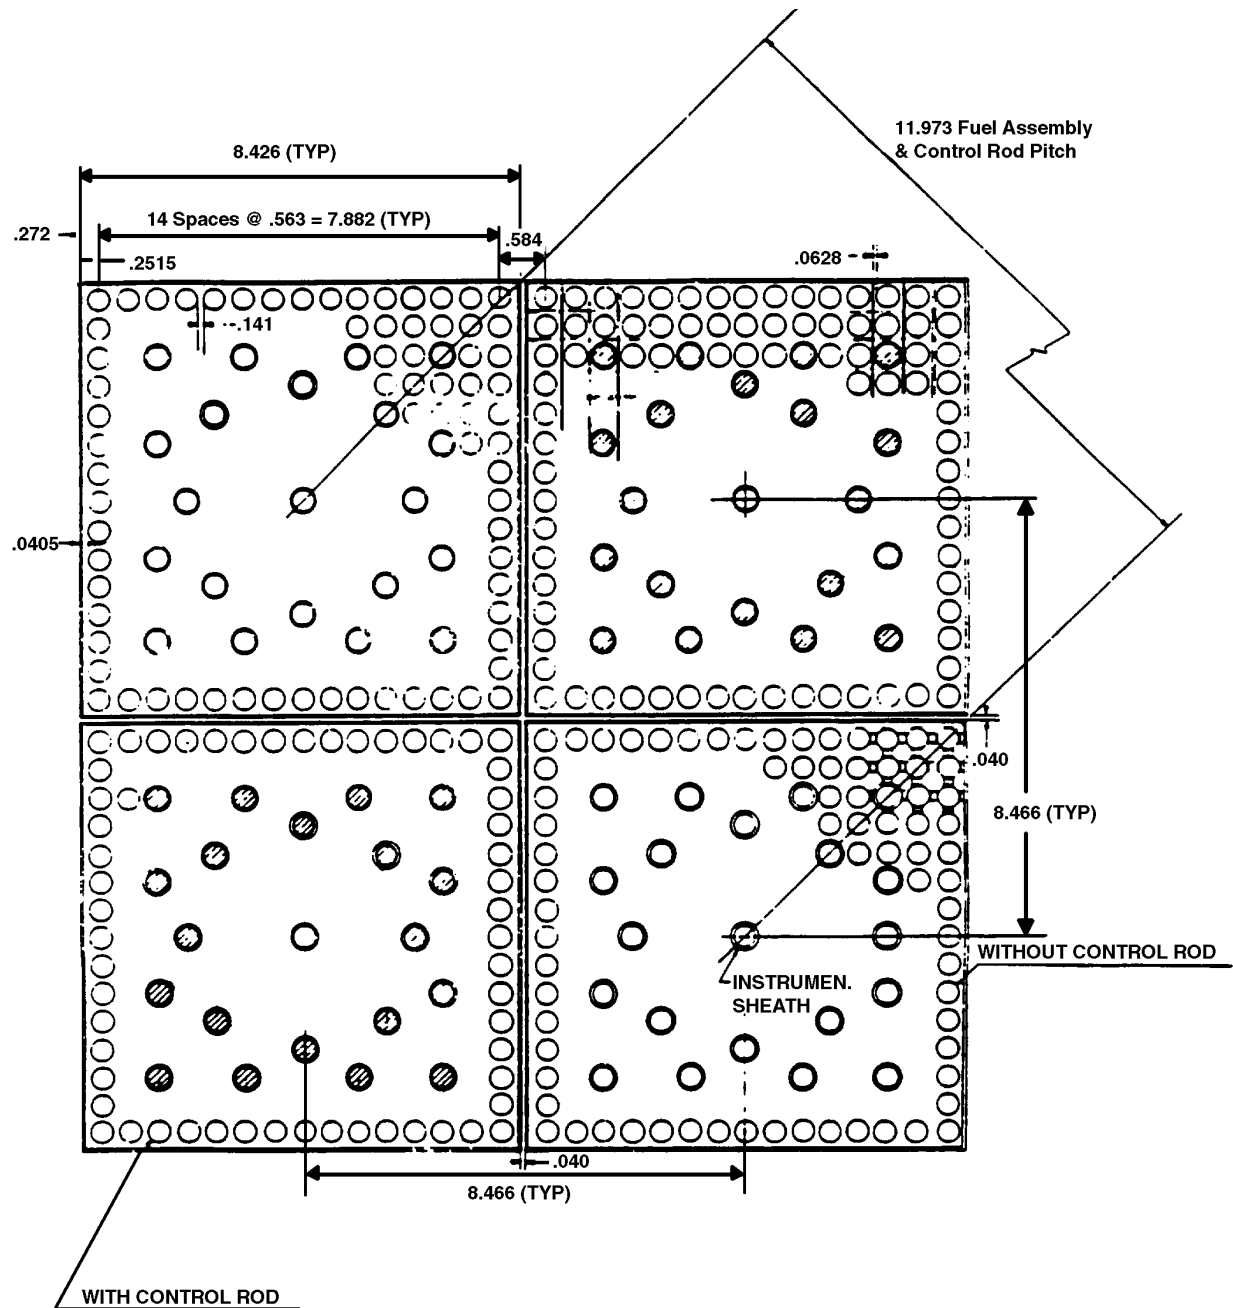 11.973 Fuel Assembly
& Control Rod Pitch
8.426 (TYP)
14 Spaces @ .563 = 7.882 (TYP)
.272
.584
.2515
.0628
.141
.0405
.040
8.466 (TYP)
WITHOUT CONTROL ROD
INSTRUMEN.
SHEATH
.040
8.466 (TYP)
WITH CONTROL ROD